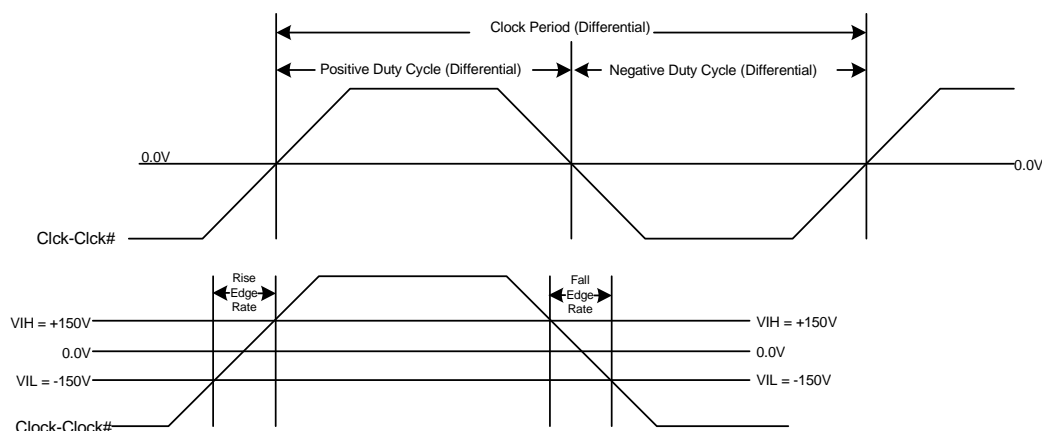 Clock Period (Differential)
Positive Duty Cycle (Differential)
Negative Duty Cycle (Differential)
0.0V
0.0V
Clck-Clck#
Rise
Edge
Rate
Fall
Edge
Rate
VIH = +150V
VIH = +150V
0.0V
0.0V
VIL = -150V
VIL = -150V
Clock-Clock#